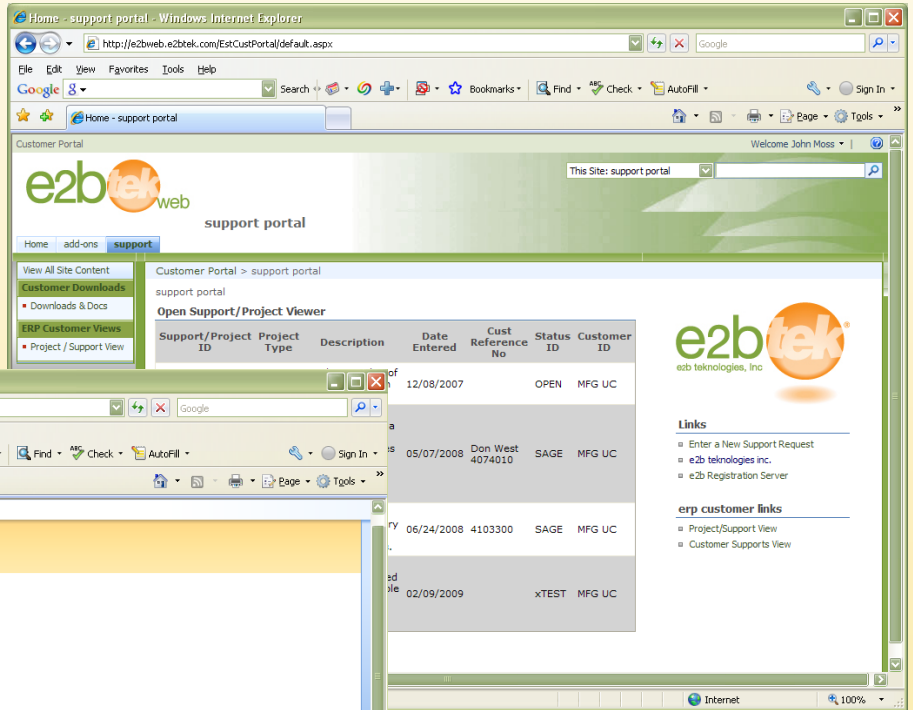 Home - support portal - Windows Internet Explorer
http://e2bweb.e2btek.com/EstCustPortal/default.aspx
Google
File Edit View Favorites Tools Help
Google Search Bookmarks Find Check AutoFill Sign In
Home - support portal
Page Tools »
Customer Portal
Welcome John Moss
This Site: support portal
e2btek web
support portal
Home add-ons support
View All Site Content
Customer Portal > support portal
Customer Downloads
support portal
Downloads & Docs
Open Support/Project Viewer
ERP Customer Views
Project / Support View
Support/Project ID Project Type Description Date Entered Cust Reference No Status ID Customer ID
of
12/08/2007 OPEN MFG UC
a
05/07/2008 Don West 4074010 SAGE MFG UC
06/24/2008 4103300 SAGE MFG UC
02/09/2009 xTEST MFG UC
e2btek
e2b teknologies, inc
Links
Enter a New Support Request
e2b teknologies inc.
e2b Registration Server
erp customer links
Project/Support View
Customer Supports View
Google
Find Check AutoFill Sign In
Page Tools »
Internet 100%